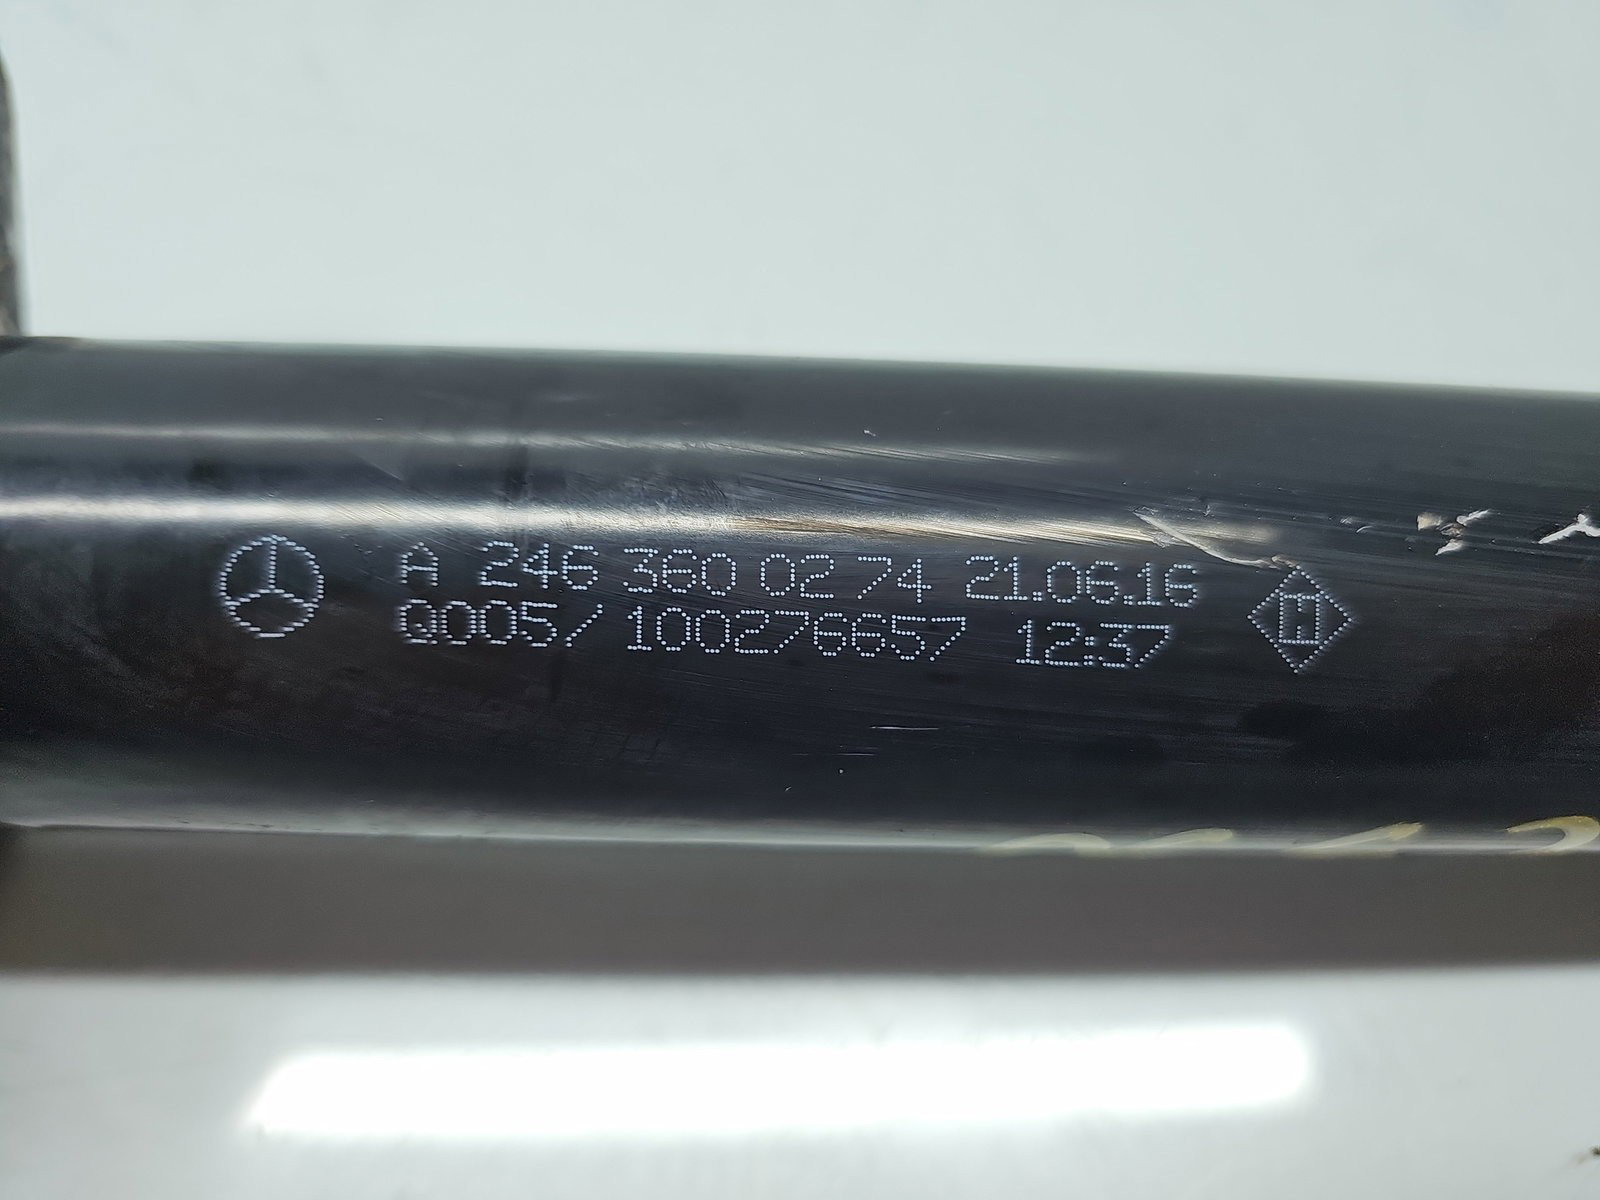 A 246 360 02 74 21.06.16
Q005/ 100276657 12:37